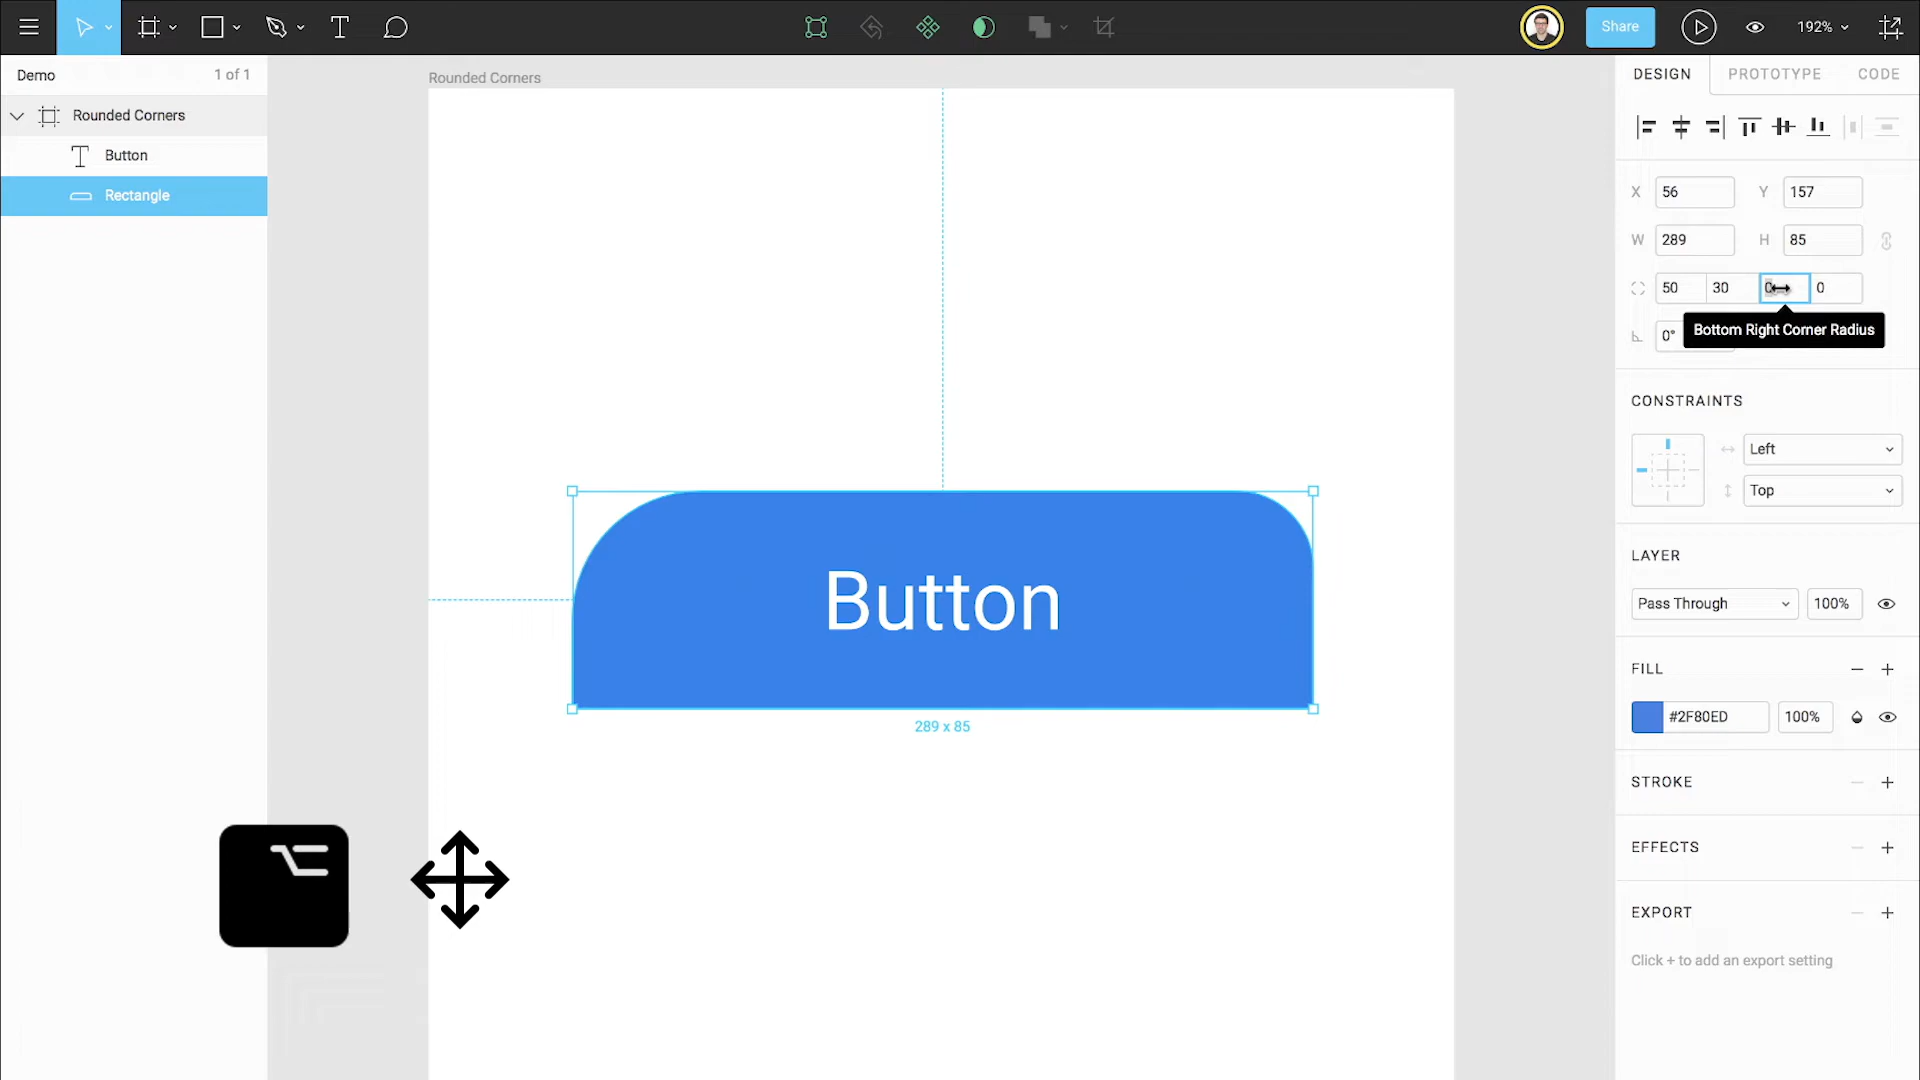 Share
192%
Demo
1 of 1
Rounded Corners
Button
Rectangle
Rounded Corners
Button
289 x 85
DESIGN
PROTOTYPE
CODE
X 56 Y 157
W 289 H 85
50 30 0 0
0°
Bottom Right Corner Radius
CONSTRAINTS
Left
Top
LAYER
Pass Through 100%
FILL
#2F80ED 100%
STROKE
EFFECTS
EXPORT
Click + to add an export setting